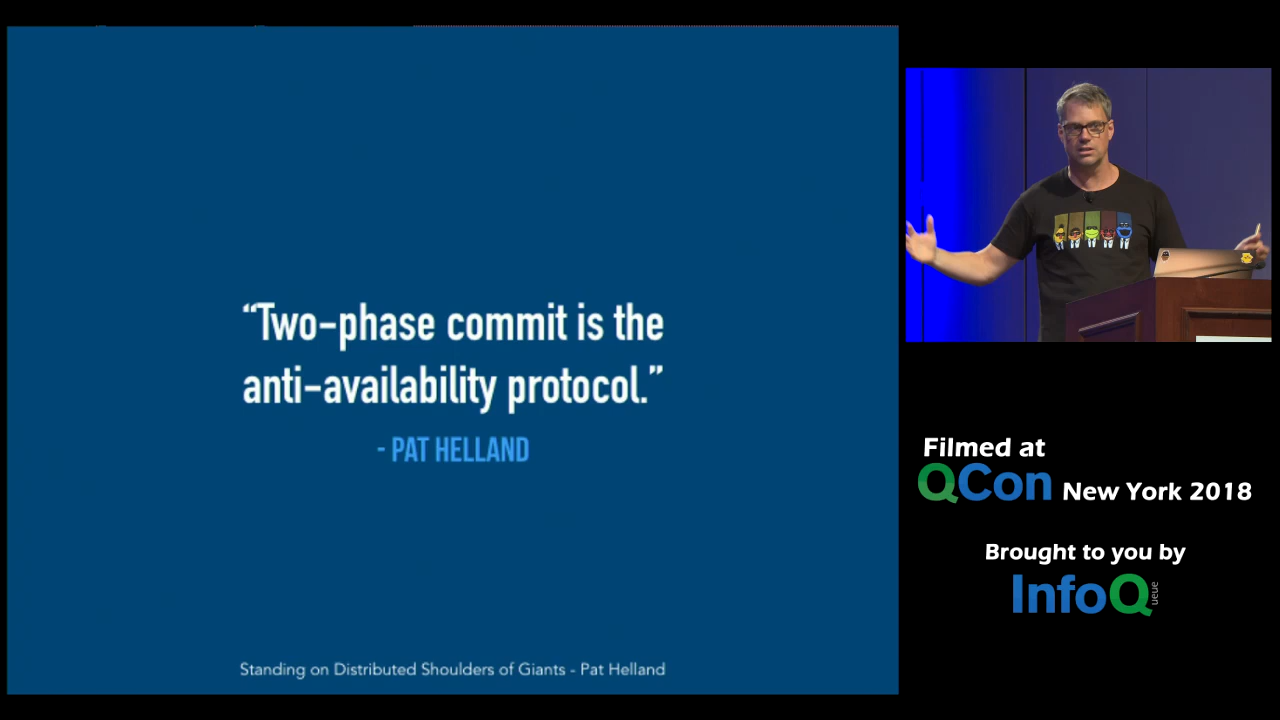 “Two-phase commit is the
anti-availability protocol.”
- PAT HELLAND
Standing on Distributed Shoulders of Giants - Pat Helland
Filmed at
QCon New York 2018
Brought to you by
InfoQueue